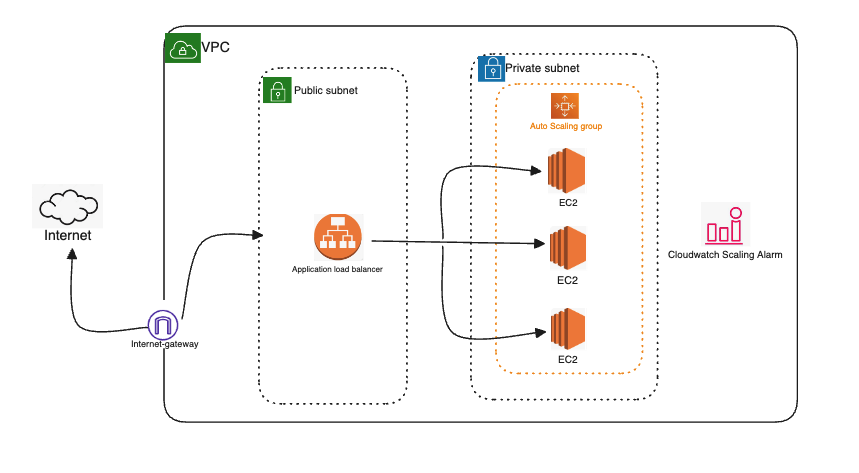 VPC
Public subnet
Private subnet
Auto Scaling group
EC2
Internet
Application load balancer
EC2
Cloudwatch Scaling Alarm
Internet-gateway
EC2